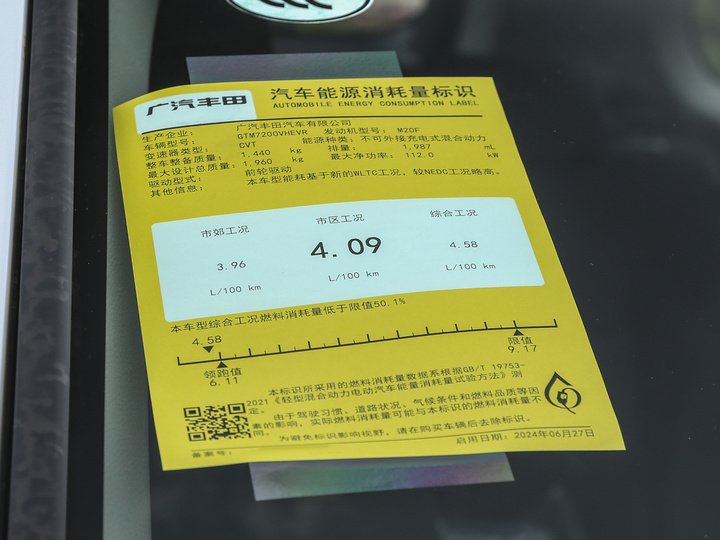 广汽丰田
汽车能源消耗量标识
AUTOMOBILE ENERGY CONSUMPTION LABEL
生产企业: 广汽丰田汽车有限公司
车辆型号: GTM7200VHEVR 发动机型号: M20F
变速器类型: CVT 能源种类: 不可外接充电式混合动力
整车整备质量: 1,440 kg 排量: 1,987 mL
最大设计总质量: 1,960 kg 最大净功率: 112.0 kW
驱动型式: 前轮驱动
其他信息: 本车型能耗基于新的WLTC工况，较NEDC工况略高。
市郊工况 市区工况 综合工况
3.96 4.09 4.58
L/100 km L/100 km L/100 km
本车型综合工况燃料消耗量低于限值50.1%
4.58
领跑值 限值
6.11 9.17
本标识所采用的燃料消耗量数据系根据GB/T 19753-
2021《轻型混合动力电动汽车能量消耗量试验方法》测
定。
由于驾驶习惯、道路状况、气候条件和燃料品质等因
素的影响，实际燃料消耗量可能与本标识的燃料消耗量不
同。
为避免标识影响视野，请在购买车辆后去除标识。
备案号: 启用日期: 2024年06月27日